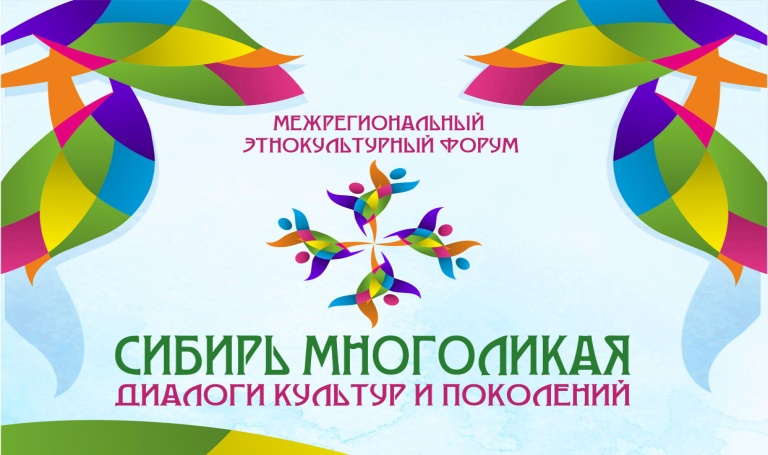 МЕЖРЕГИОНАЛЬНЫЙ
ЭТНОКУЛЬТУРНЫЙ ФОРУМ
СИБИРЬ МНОГОЛИКАЯ
ДИАЛОГИ КУЛЬТУР И ПОКОЛЕНИЙ